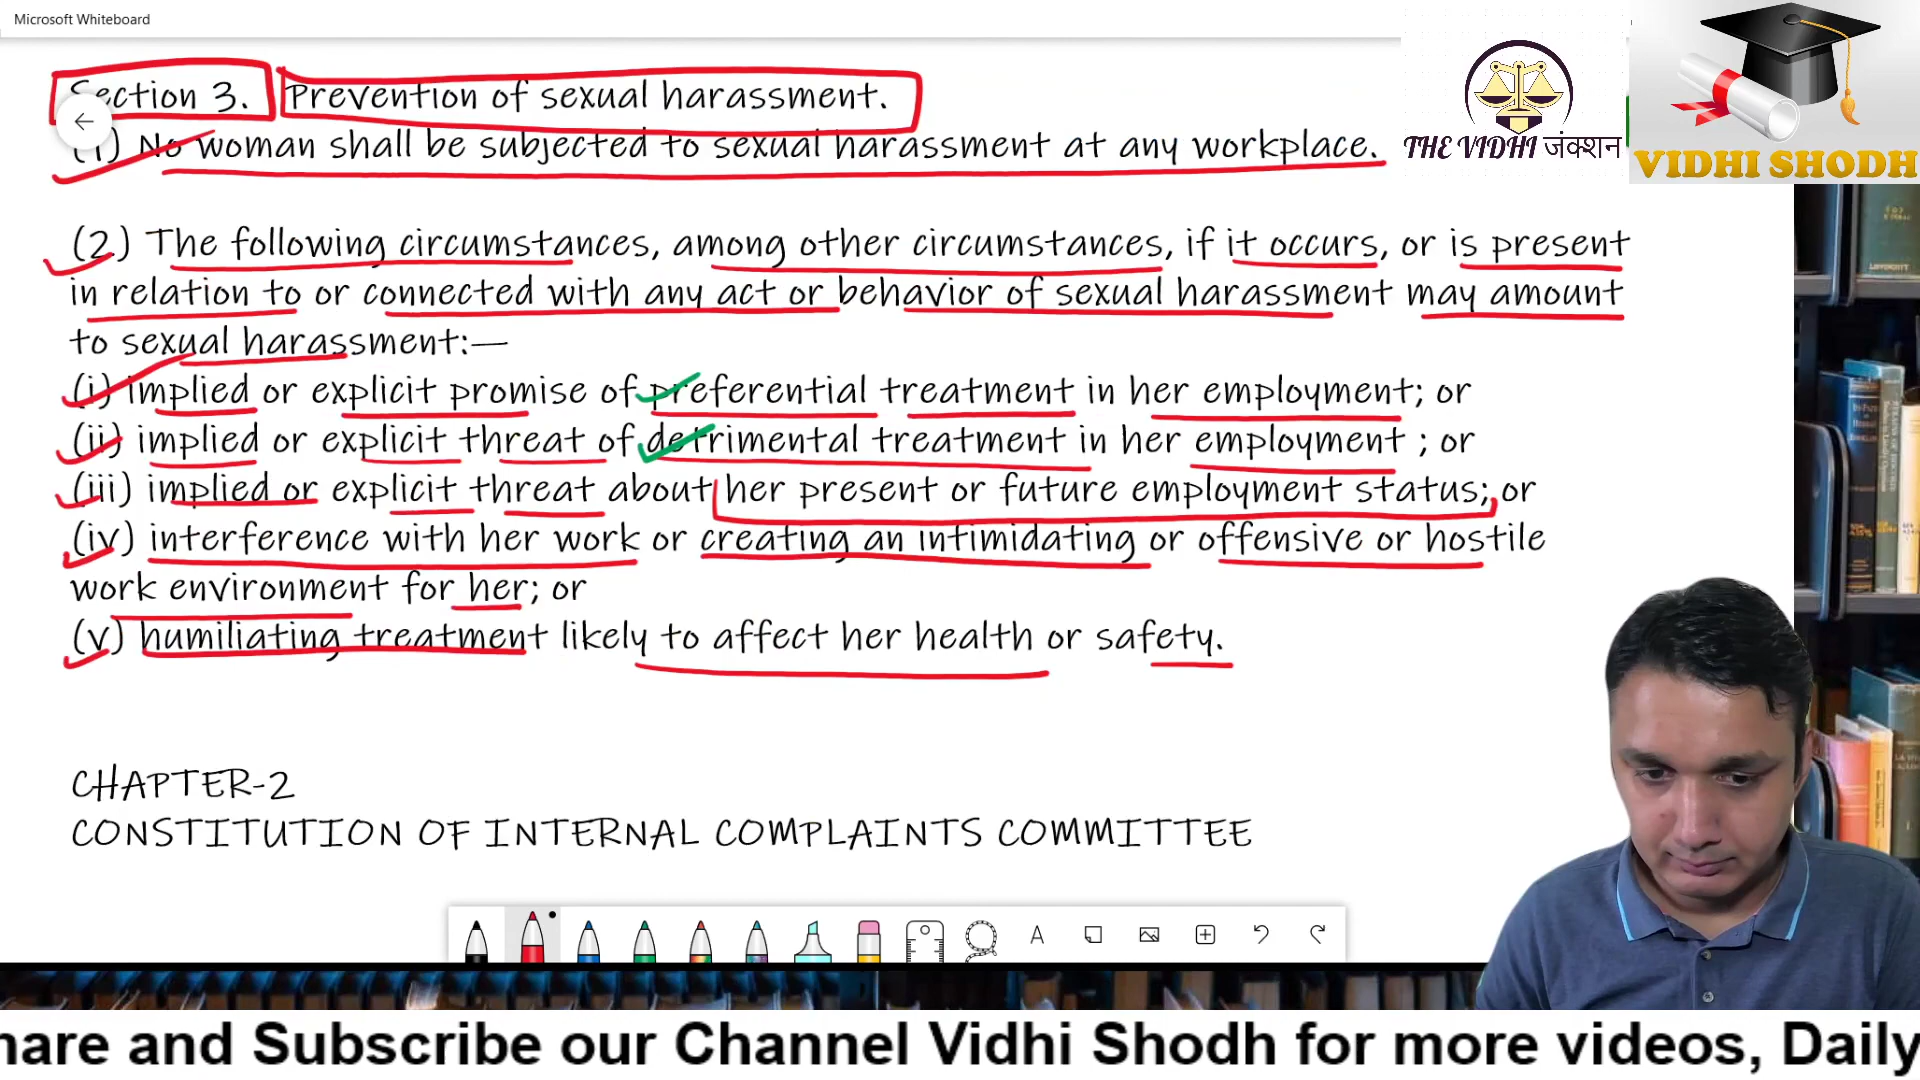 Microsoft Whiteboard
Section 3. Prevention of sexual harassment.
(1) No woman shall be subjected to sexual harassment at any workplace.
THE VIDHI जंक्शन
VIDHI SHODH
(2.) The following circumstances, among other circumstances, if it occurs, or is present
in relation to or connected with any act or behavior of sexual harassment may amount
to sexual harassment:—
(i) implied or explicit promise of preferential treatment in her employment; or
(ii) implied or explicit threat of detrimental treatment in her employment ; or
(iii) implied or explicit threat about her present or future employment status; or
(iv) interference with her work or creating an intimidating or offensive or hostile
work environment for her; or
(v) humiliating treatment likely to affect her health or safety.
CHAPTER-2
CONSTITUTION OF INTERNAL COMPLAINTS COMMITTEE
hare and Subscribe our Channel Vidhi Shodh for more videos, Daily